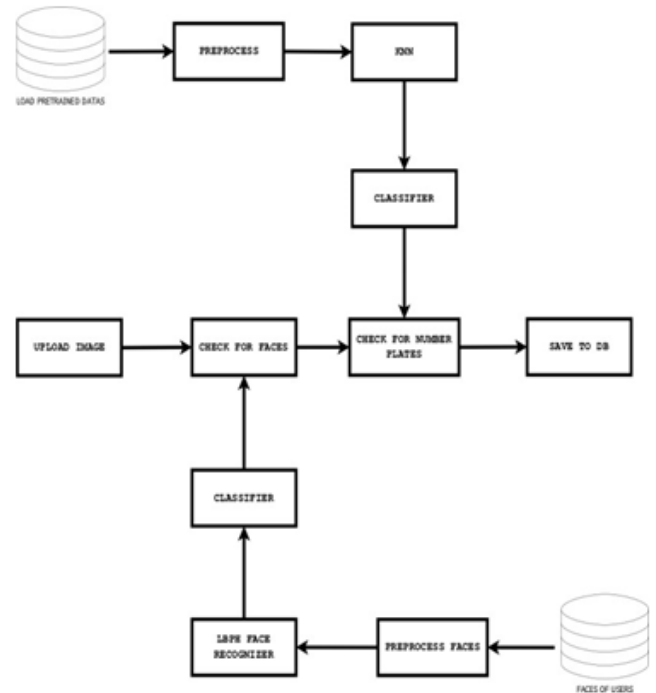 PREPROCESS
KNN
LOAD PRETRAINED DATAS
CLASSIFIER
UPLOAD IMAGE
CHECK FOR FACES
CHECK FOR NUMBER
PLATES
SAVE TO DB
CLASSIFIER
LBPH FACE
RECOGNIZER
PREPROCESS FACES
FACES OF USERS